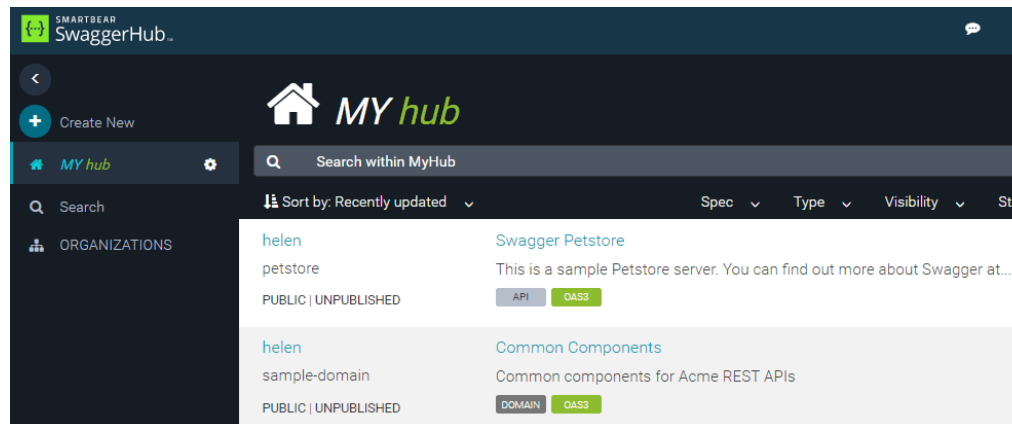 SMARTBEAR
SwaggerHub
Create New
MY hub
Search
ORGANIZATIONS
MY hub
Search within MyHub
Sort by: Recently updated Spec Type Visibility St
helen Swagger Petstore
petstore This is a sample Petstore server. You can find out more about Swagger at...
PUBLIC | UNPUBLISHED API OAS3
helen Common Components
sample-domain Common components for Acme REST APIs
PUBLIC | UNPUBLISHED DOMAIN OAS3